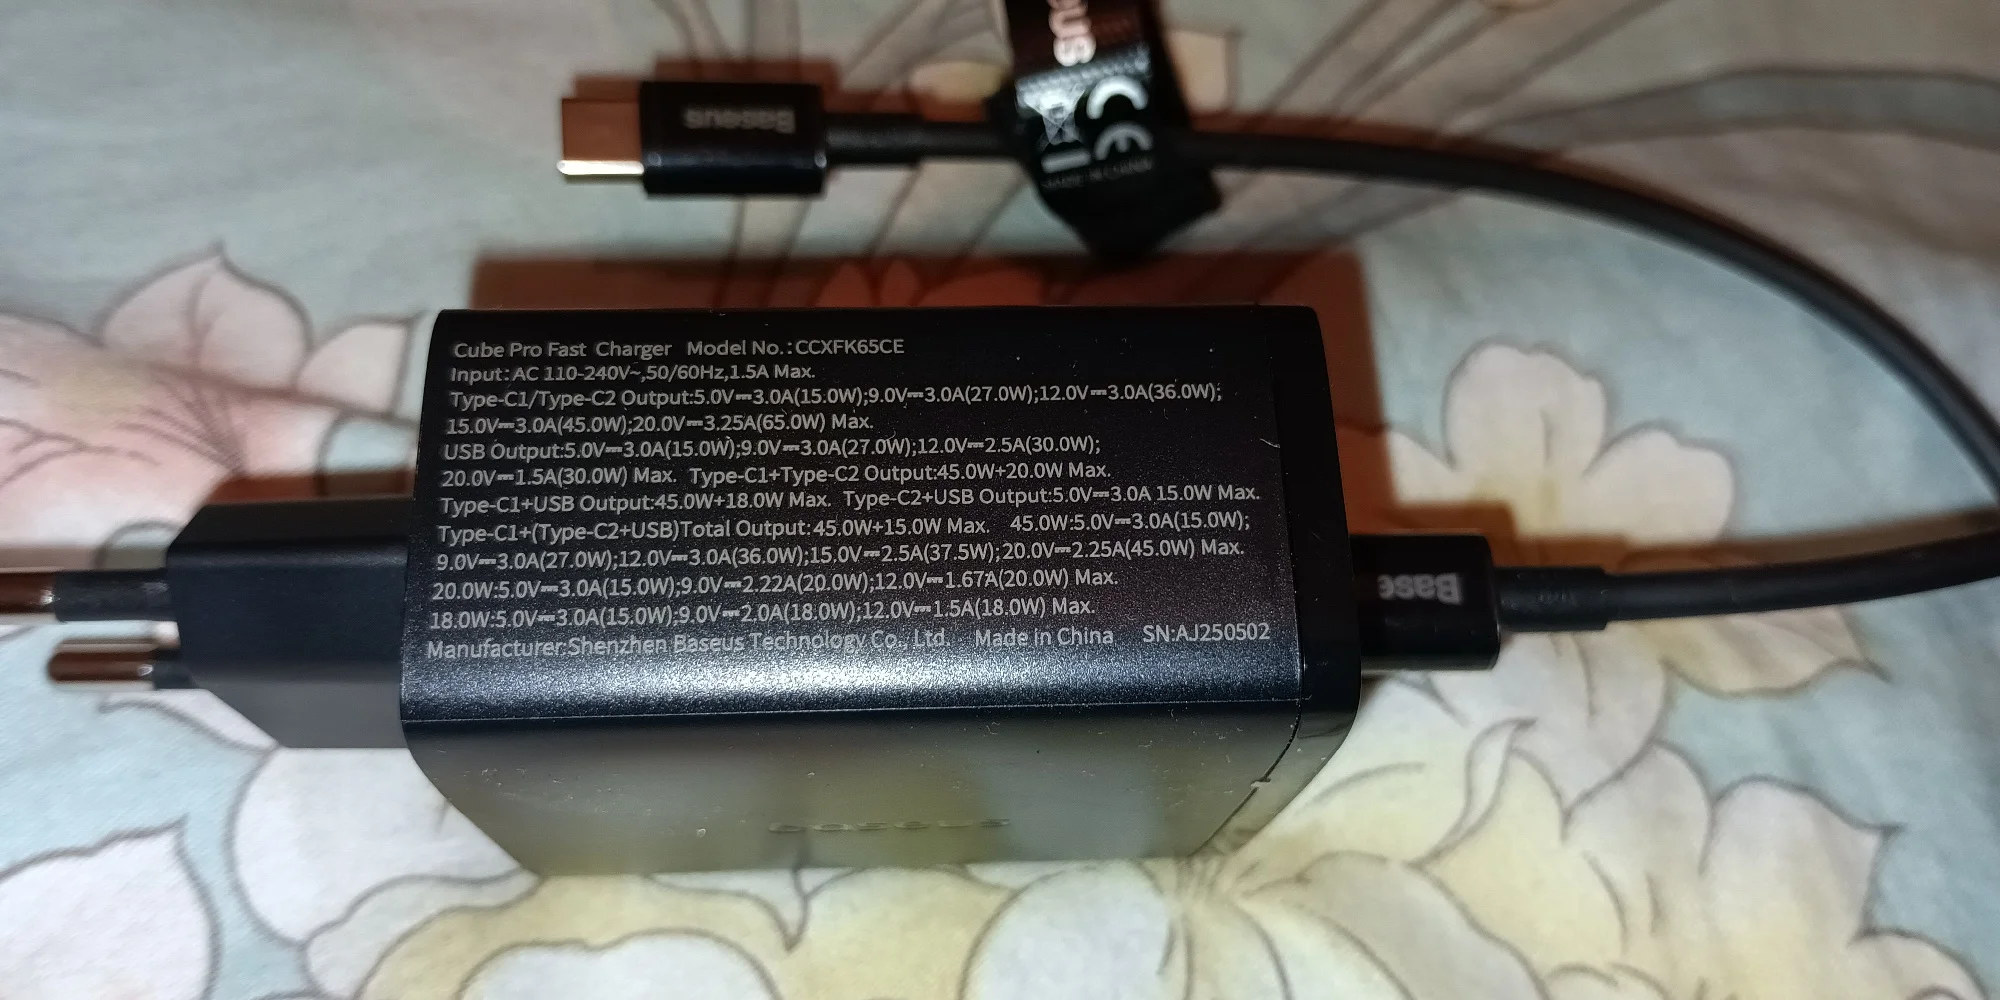 Baseus
eus
CE
MADE IN CHINA
Cube Pro Fast Charger Model No.:CCXFK65CE
Input:AC 110-240V~,50/60Hz,1.5A Max.
Type-C1/Type-C2 Output:5.0V⎓3.0A(15.0W);9.0V⎓3.0A(27.0W);12.0V⎓3.0A(36.0W);
15.0V⎓3.0A(45.0W);20.0V⎓3.25A(65.0W) Max.
USB Output:5.0V⎓3.0A(15.0W);9.0V⎓3.0A(27.0W);12.0V⎓2.5A(30.0W);
20.0V⎓1.5A(30.0W) Max. Type-C1+Type-C2 Output:45.0W+20.0W Max.
Type-C1+USB Output:45.0W+18.0W Max. Type-C2+USB Output:5.0V⎓3.0A 15.0W Max.
Type-C1+(Type-C2+USB)Total Output:45.0W+15.0W Max. 45.0W:5.0V⎓3.0A(15.0W);
9.0V⎓3.0A(27.0W);12.0V⎓3.0A(36.0W);15.0V⎓2.5A(37.5W);20.0V⎓2.25A(45.0W) Max.
20.0W:5.0V⎓3.0A(15.0W);9.0V⎓2.22A(20.0W);12.0V⎓1.67A(20.0W) Max.
18.0W:5.0V⎓3.0A(15.0W);9.0V⎓2.0A(18.0W);12.0V⎓1.5A(18.0W) Max.
Manufacturer:Shenzhen Baseus Technology Co., Ltd. Made in China SN:AJ250502
Baseus
baseus